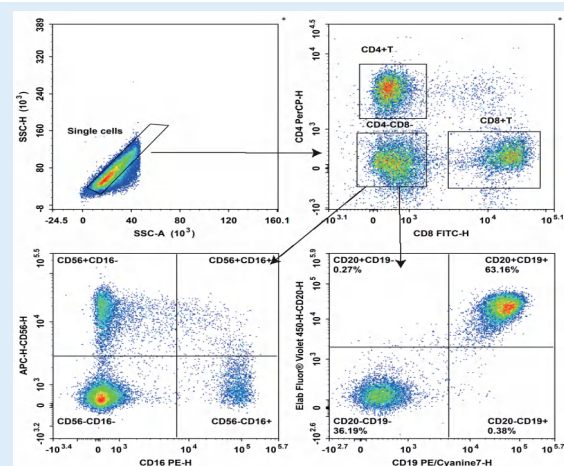 389
320
240
160
80
-8
SSC-H (10³)
Single cells
-24.5 0 40 80 120 160.1
SSC-A (10³)
*
10^4.5
10^4
10^3
0
-10^3
CD4 PerCP-H
CD4+T
CD4-CD8-
CD8+T
-10^3.1 0 10^3 10^4 10^5.1
CD8 FITC-H
*
10^5.5
10^4
10^3
0
-10^3.2
APC-H-CD56-H
CD56+CD16-
CD56+CD16+
CD56-CD16-
CD56-CD16+
-10^3.4 0 10^4 10^5 10^5.7
CD16 PE-H
10^5.9
10^4
10^3
0
-10^2.6
Elab Fluor® Violet 450-H-CD20-H
CD20+CD19-
0.27%
CD20+CD19+
63.16%
CD20-CD19-
36.19%
CD20-CD19+
0.38%
-10^2.7 0 10^3 10^4 10^5 10^5.7
CD19 PE/Cyanine7-H